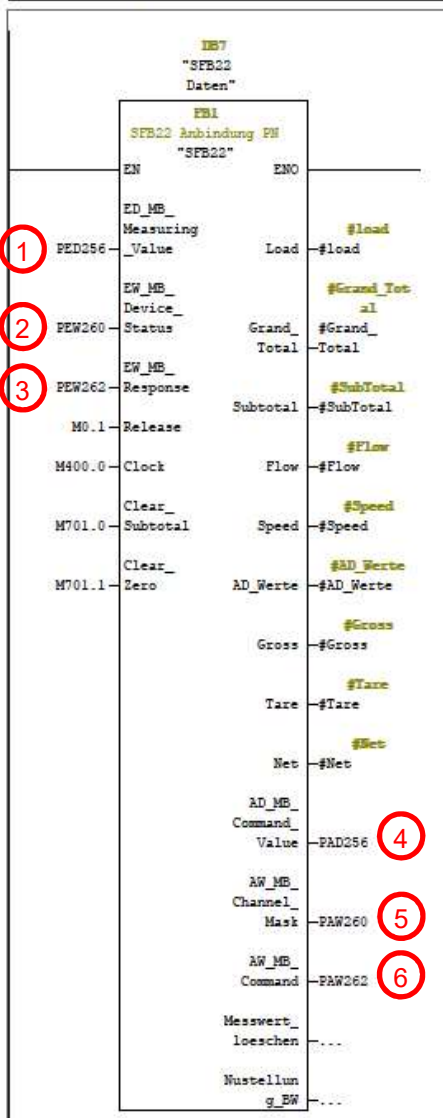 DB7
"SFB22
Daten"
FB1
SFB22 Anbindung PN
"SFB22"
EN ENO
ED_MB_
Measuring #load
1 PED256 _Value Load #load
EW_MB_ #Grand_Tot
Device_ al
2 PEW260 Status Grand_ #Grand_
Total Total
EW_MB_
3 PEW262 Response #SubTotal
Subtotal #SubTotal
M0.1 Release
#Flow
M400.0 Clock Flow #Flow
Clear_ #Speed
M701.0 Subtotal Speed #Speed
Clear_ #AD_Werte
M701.1 Zero AD_Werte #AD_Werte
#Gross
Gross #Gross
#Tare
Tare #Tare
#Net
Net #Net
AD_MB_
Command_
Value PAD256 4
AW_MB_
Channel_
Mask PAW260 5
AW_MB_
Command PAW262 6
Messwert_
loeschen ...
Nustellun
g_BW ...